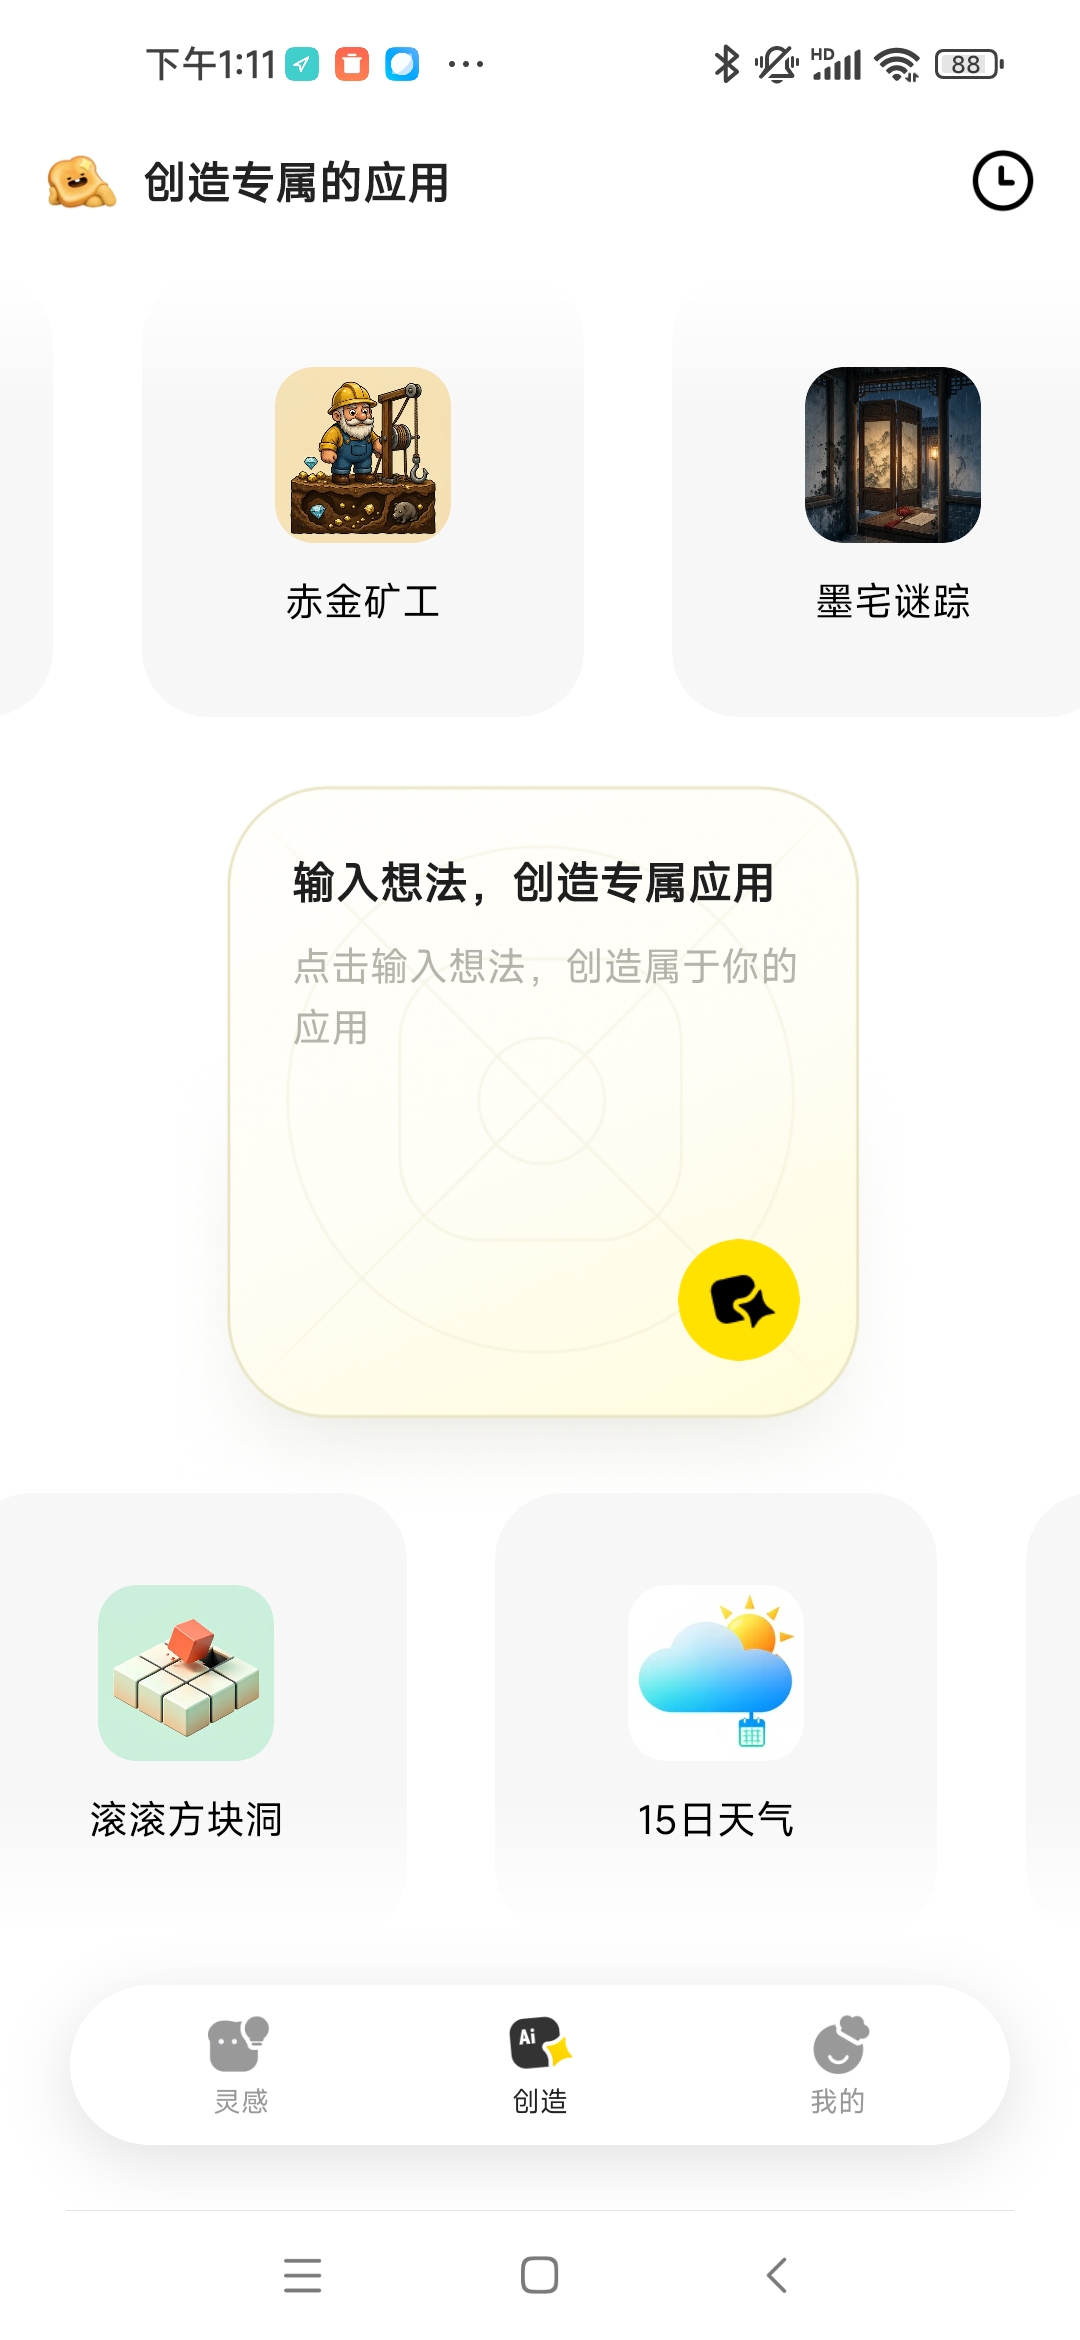 下午1:11
HD
88
创造专属的应用
赤金矿工
墨宅谜踪
输入想法，创造专属应用
点击输入想法，创造属于你的
应用
滚滚方块洞
15日天气
Ai
灵感
创造
我的